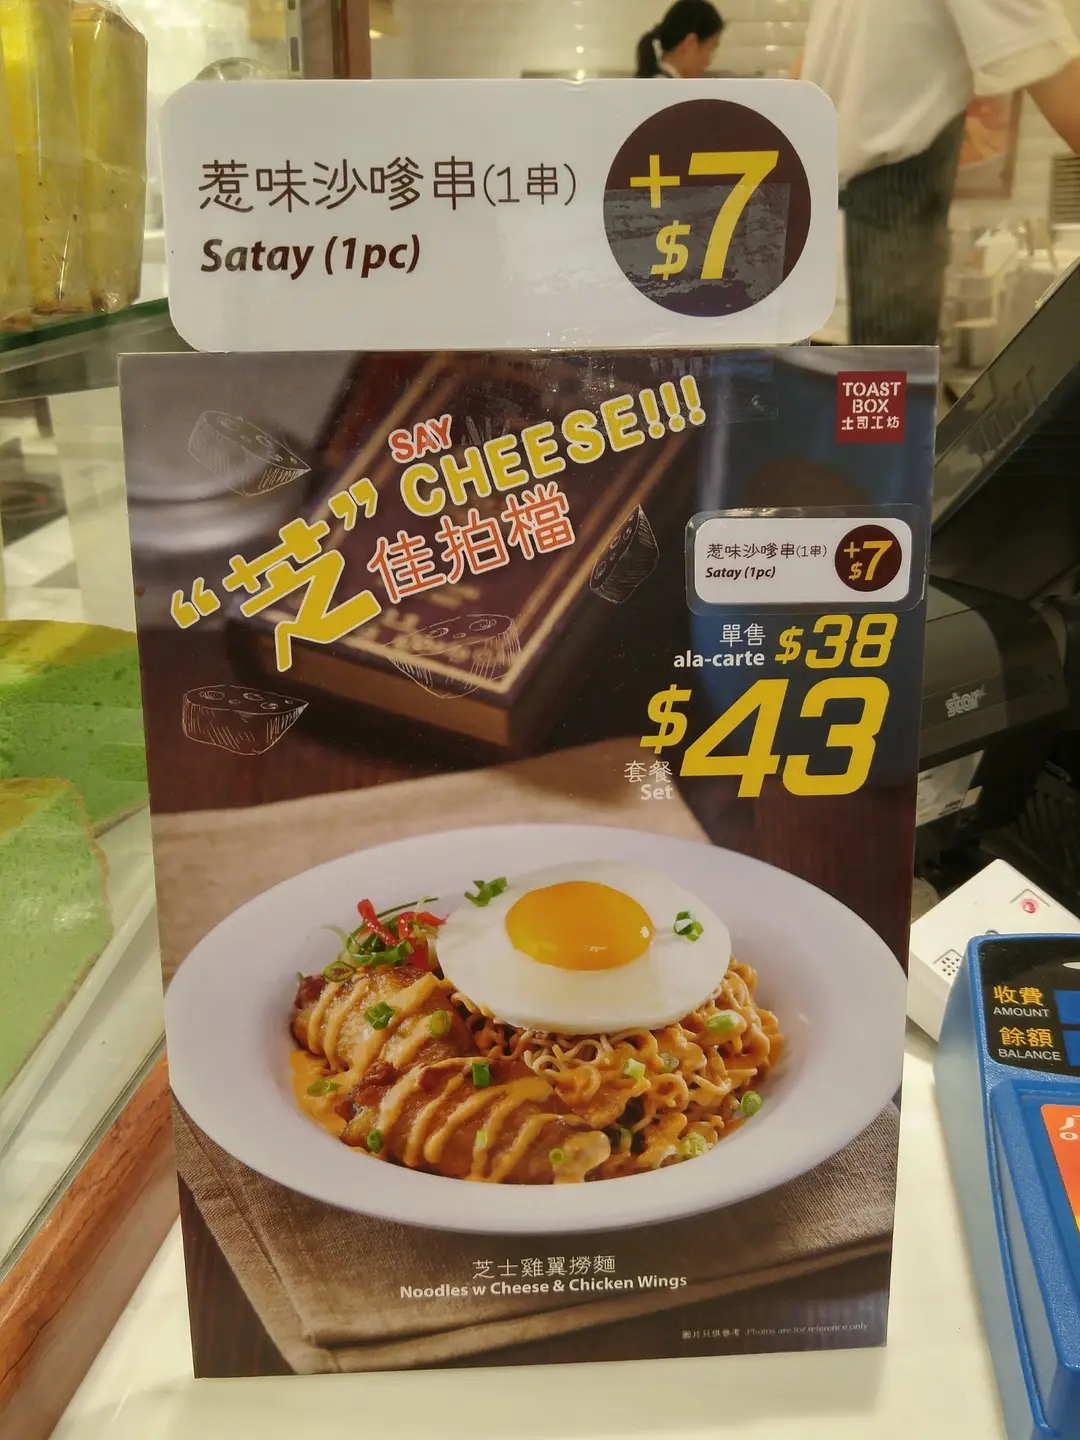 惹味沙嗲串(1串)
Satay (1pc)
+$7
TOAST
BOX
土司工坊
SAY
CHEESE!!!
“芝”佳拍檔
惹味沙嗲串(1串)
Satay (1pc)
+$7
單售
ala-carte $38
$43
套餐
Set
star
芝士雞翼撈麵
Noodles w Cheese & Chicken Wings
圖片只供參考 Photos are for reference only
收費
AMOUNT
餘額
BALANCE